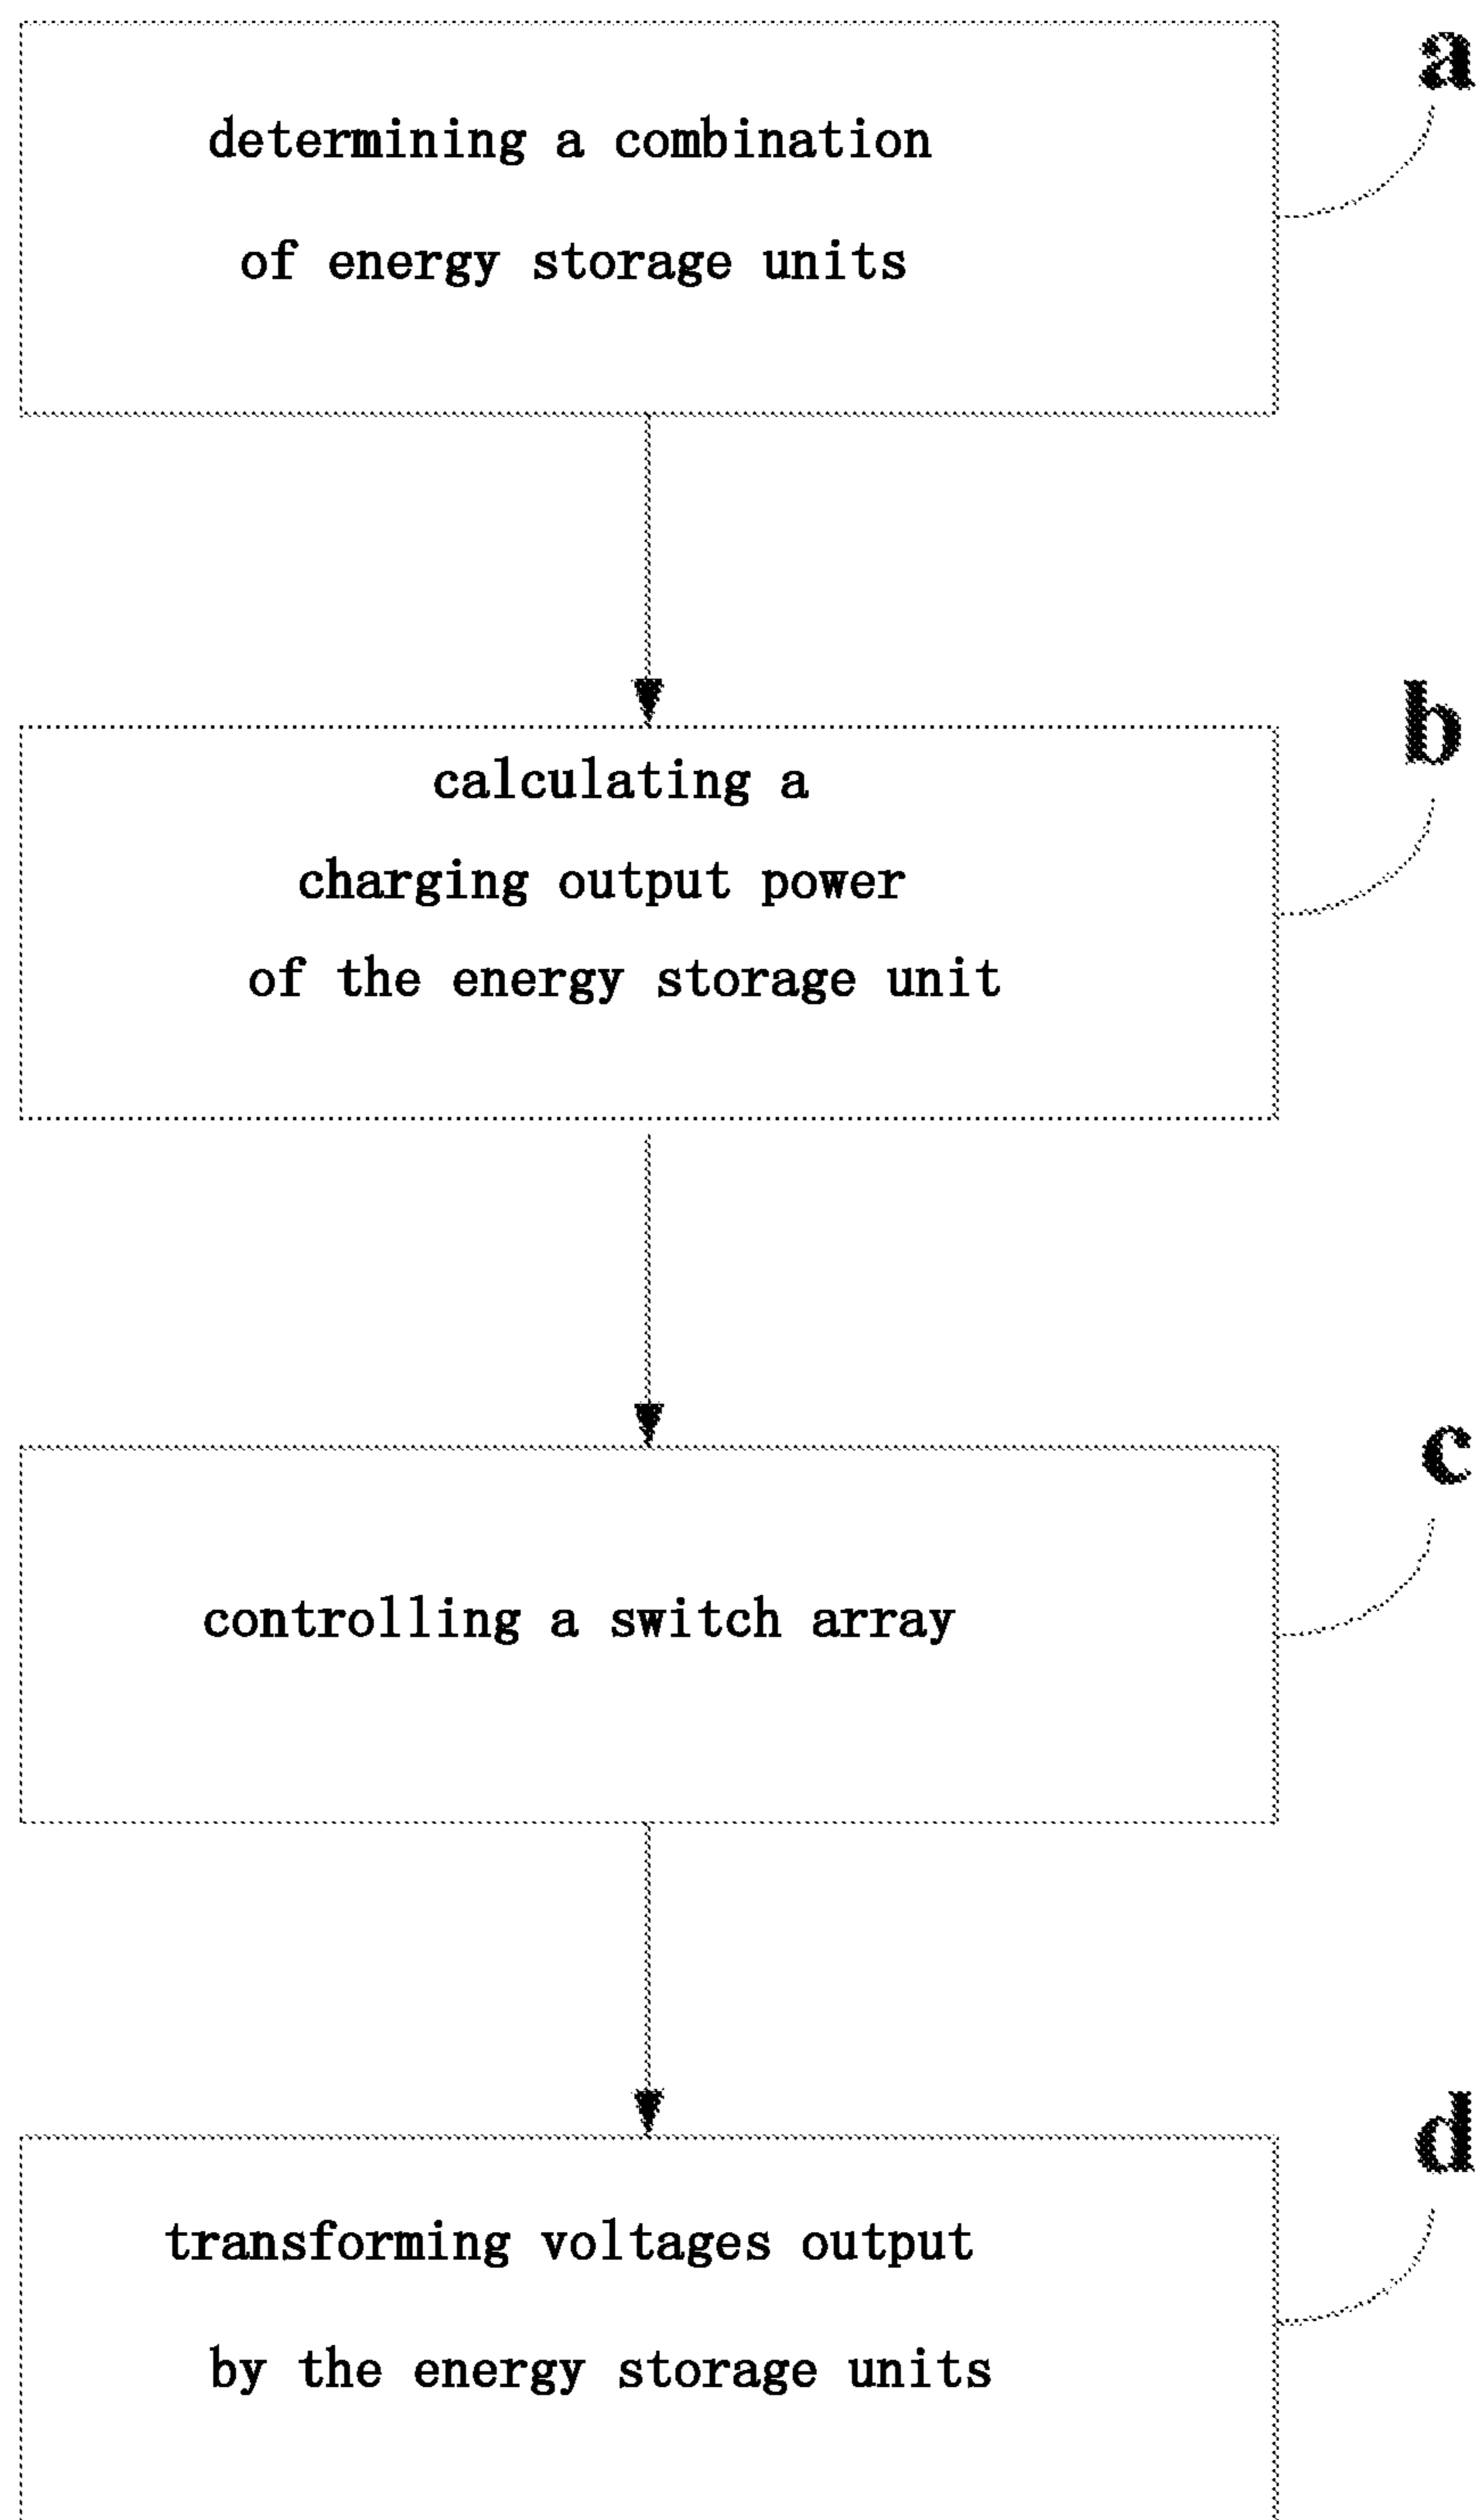 a
determining a combination
of energy storage units
b
calculating a
charging output power
of the energy storage unit
c
controlling a switch array
d
transforming voltages output
by the energy storage units